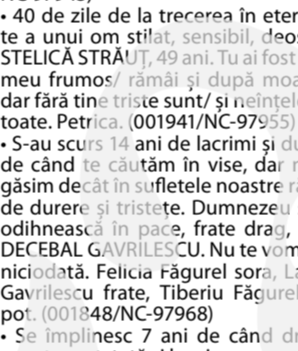 • 40 de zile de la trecerea în eter
te a unui om stilat, sensibil, deos
STELICĂ STRĂUȚ, 49 ani. Tu ai fost
meu frumos/ rămâi și după moa
dar fără tine triste sunt/ și neînțele
toate. Petrica. (001941/NC-97955)
• S-au scurs 14 ani de lacrimi și du
de când te căutăm în vise, dar n
găsim decât în sufletele noastre
de durere și tristețe. Dumnezeu
odihnească în pace, frate drag,
DECEBAL GAVRILESCU. Nu te vom
niciodată. Felicia Făgurel sora, La
Gavrilescu frate, Tiberiu Făgurel
pot. (001848/NC-97968)
• Se împlinesc 7 ani de când dr